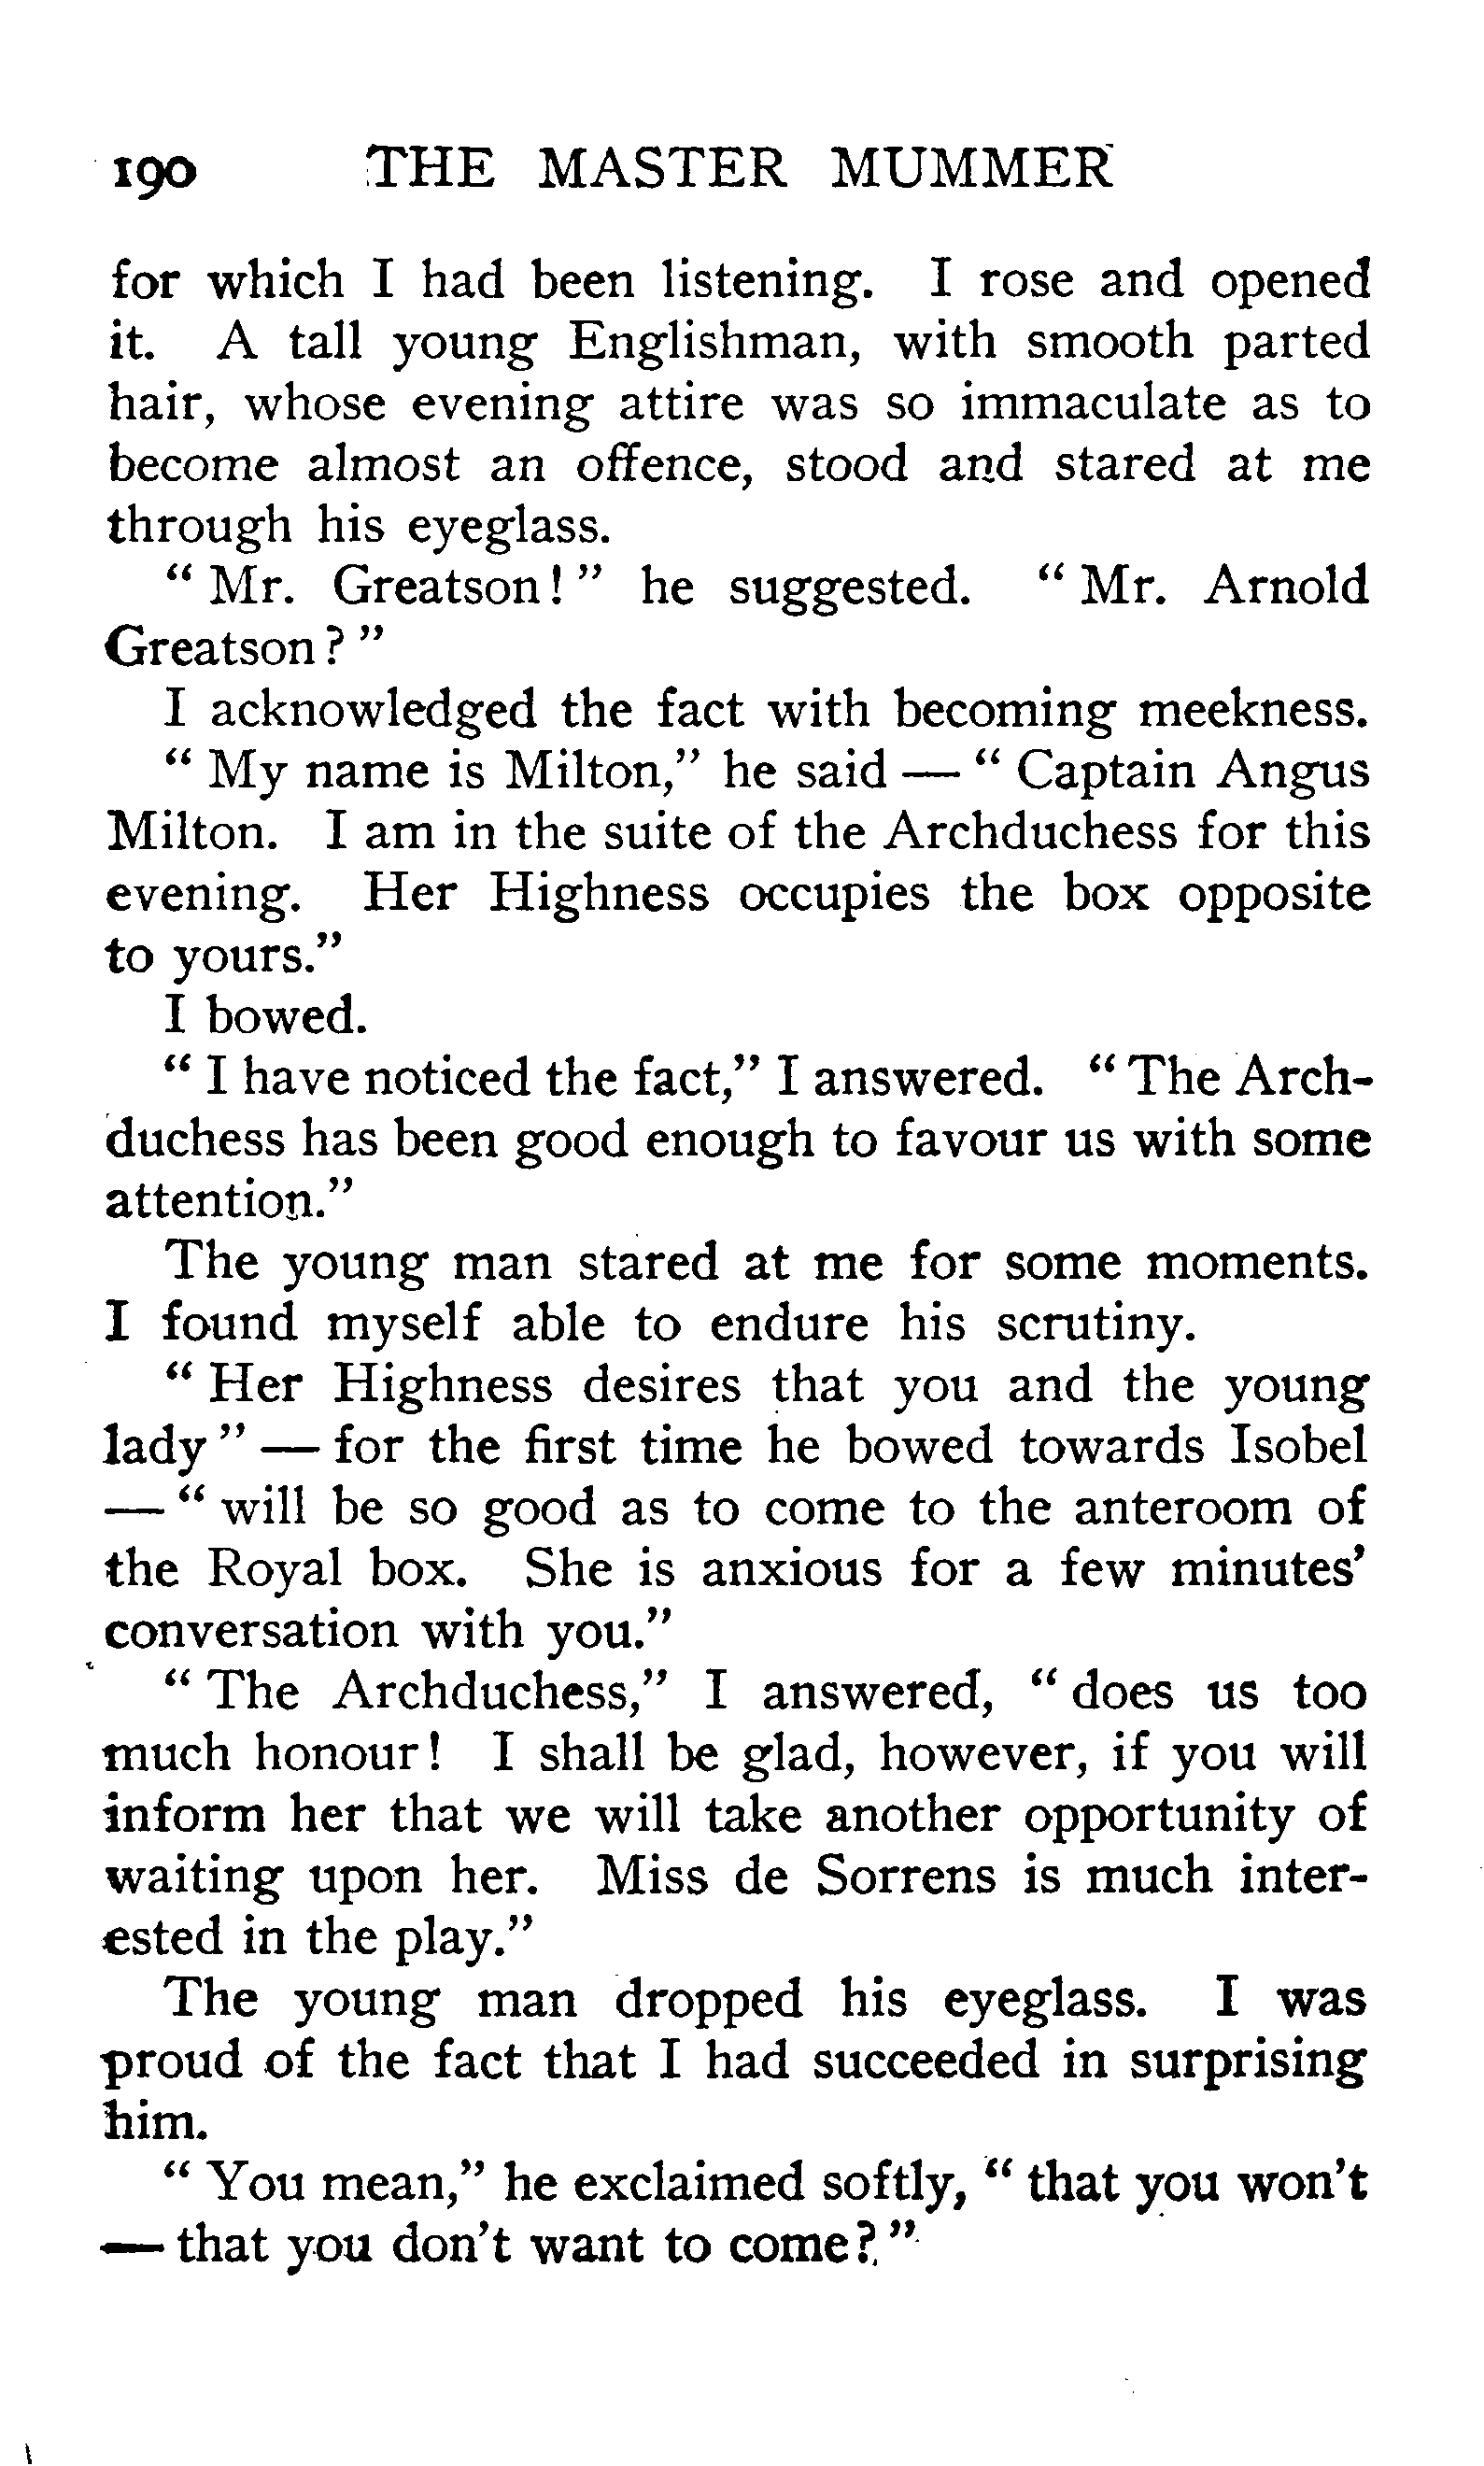 190 THE MASTER MUMMER
for which I had been listening. I rose and opened
it. A tall young Englishman, with smooth parted
hair, whose evening attire was so immaculate as to
become almost an offence, stood and stared at me
through his eyeglass.
" Mr. Greatson! " he suggested. " Mr. Arnold
Greatson? "
I acknowledged the fact with becoming meekness.
" My name is Milton," he said — " Captain Angus
Milton. I am in the suite of the Archduchess for this
evening. Her Highness occupies the box opposite
to yours."
I bowed.
" I have noticed the fact," I answered. " The Arch-
duchess has been good enough to favour us with some
attention."
The young man stared at me for some moments.
I found myself able to endure his scrutiny.
" Her Highness desires that you and the young
lady " — for the first time he bowed towards Isobel
— " will be so good as to come to the anteroom of
the Royal box. She is anxious for a few minutes'
conversation with you."
" The Archduchess," I answered, " does us too
much honour! I shall be glad, however, if you will
inform her that we will take another opportunity of
waiting upon her. Miss de Sorrens is much inter-
ested in the play."
The young man dropped his eyeglass. I was
proud of the fact that I had succeeded in surprising
him.
" You mean," he exclaimed softly, " that you won't
— that you don't want to come? "